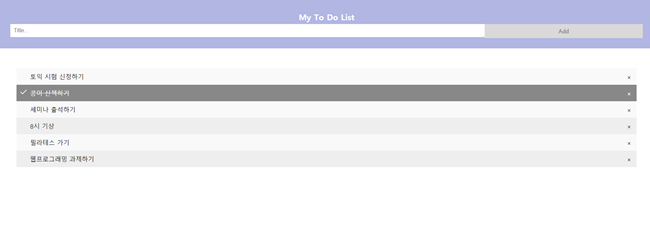 My To Do List
Title...
Add
토익 시험 신청하기 ×
콩이 산책하기 ×
세미나 출석하기 ×
8시 기상 ×
필라테스 가기 ×
웹프로그래밍 과제하기 ×